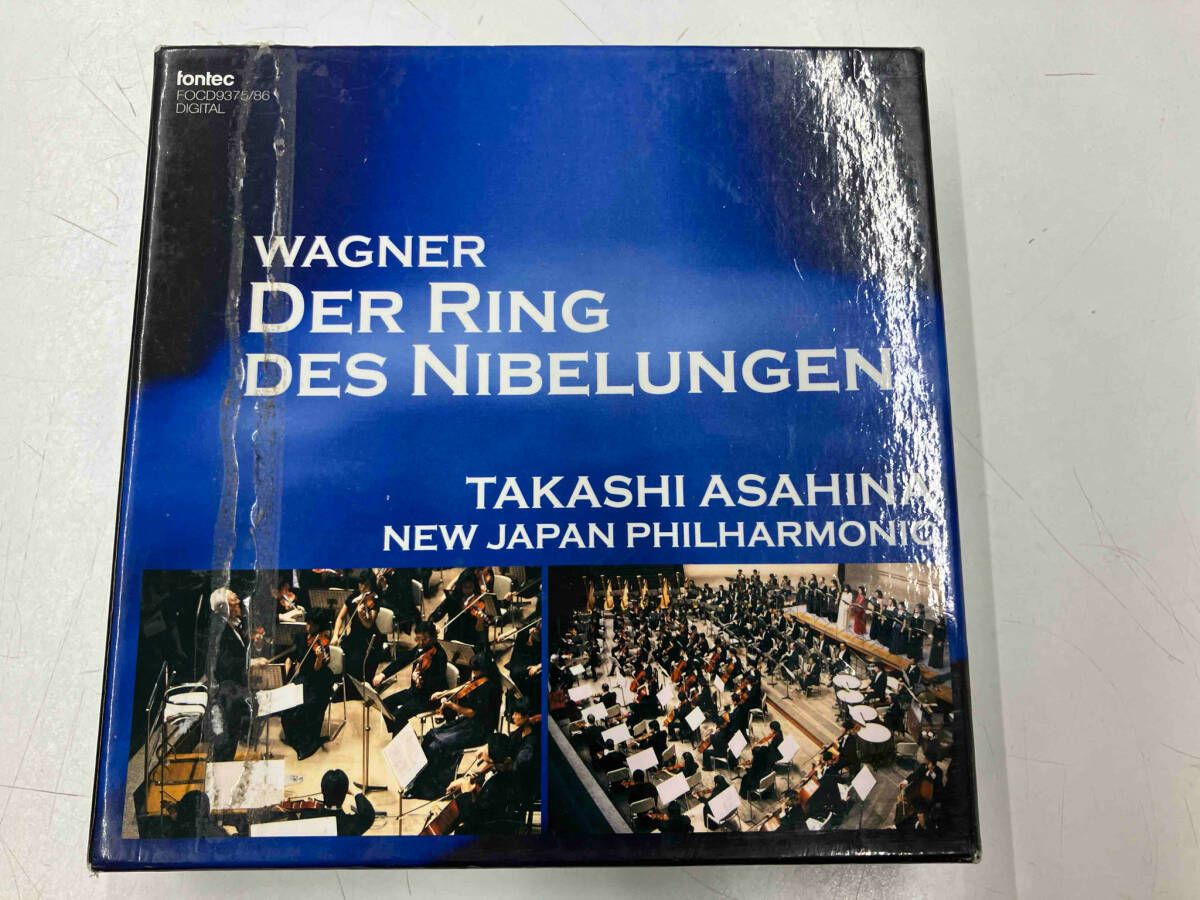 fontec
FOCD9375/86
DIGITAL
WAGNER
DER RING
DES NIBELUNGEN
TAKASHI ASAHINA
NEW JAPAN PHILHARMONIC